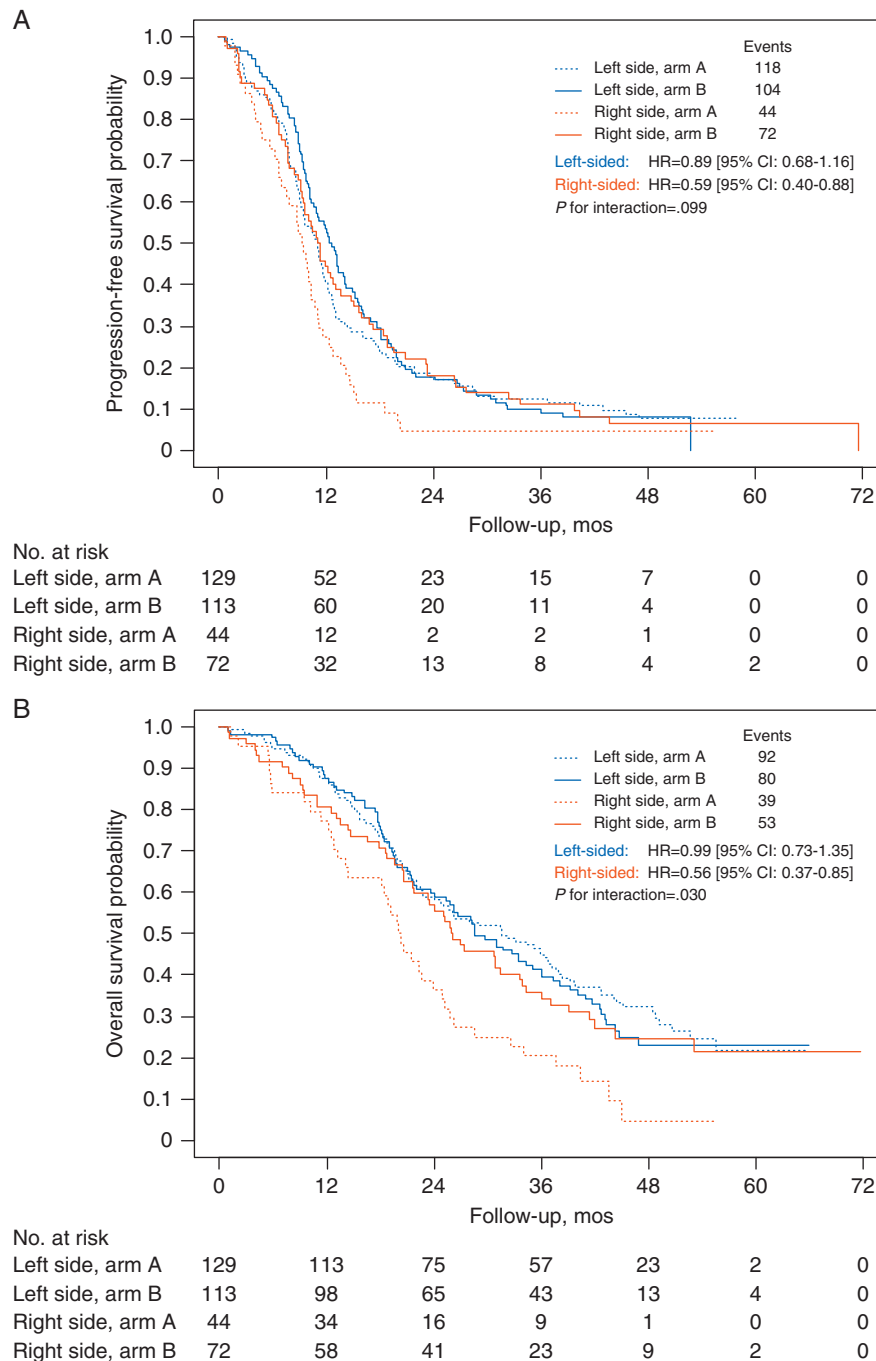 A
Progression-free survival probability
1.0
0.9
0.8
0.7
0.6
0.5
0.4
0.3
0.2
0.1
0
Events
Left side, arm A 118
Left side, arm B 104
Right side, arm A 44
Right side, arm B 72
Left-sided: HR=0.89 [95% CI: 0.68-1.16]
Right-sided: HR=0.59 [95% CI: 0.40-0.88]
P for interaction=.099
0 12 24 36 48 60 72
Follow-up, mos
No. at risk
Left side, arm A 129 52 23 15 7 0 0
Left side, arm B 113 60 20 11 4 0 0
Right side, arm A 44 12 2 2 1 0 0
Right side, arm B 72 32 13 8 4 2 0
B
Overall survival probability
1.0
0.9
0.8
0.7
0.6
0.5
0.4
0.3
0.2
0.1
0
Events
Left side, arm A 92
Left side, arm B 80
Right side, arm A 39
Right side, arm B 53
Left-sided: HR=0.99 [95% CI: 0.73-1.35]
Right-sided: HR=0.56 [95% CI: 0.37-0.85]
P for interaction=.030
0 12 24 36 48 60 72
Follow-up, mos
No. at risk
Left side, arm A 129 113 75 57 23 2 0
Left side, arm B 113 98 65 43 13 4 0
Right side, arm A 44 34 16 9 1 0 0
Right side, arm B 72 58 41 23 9 2 0